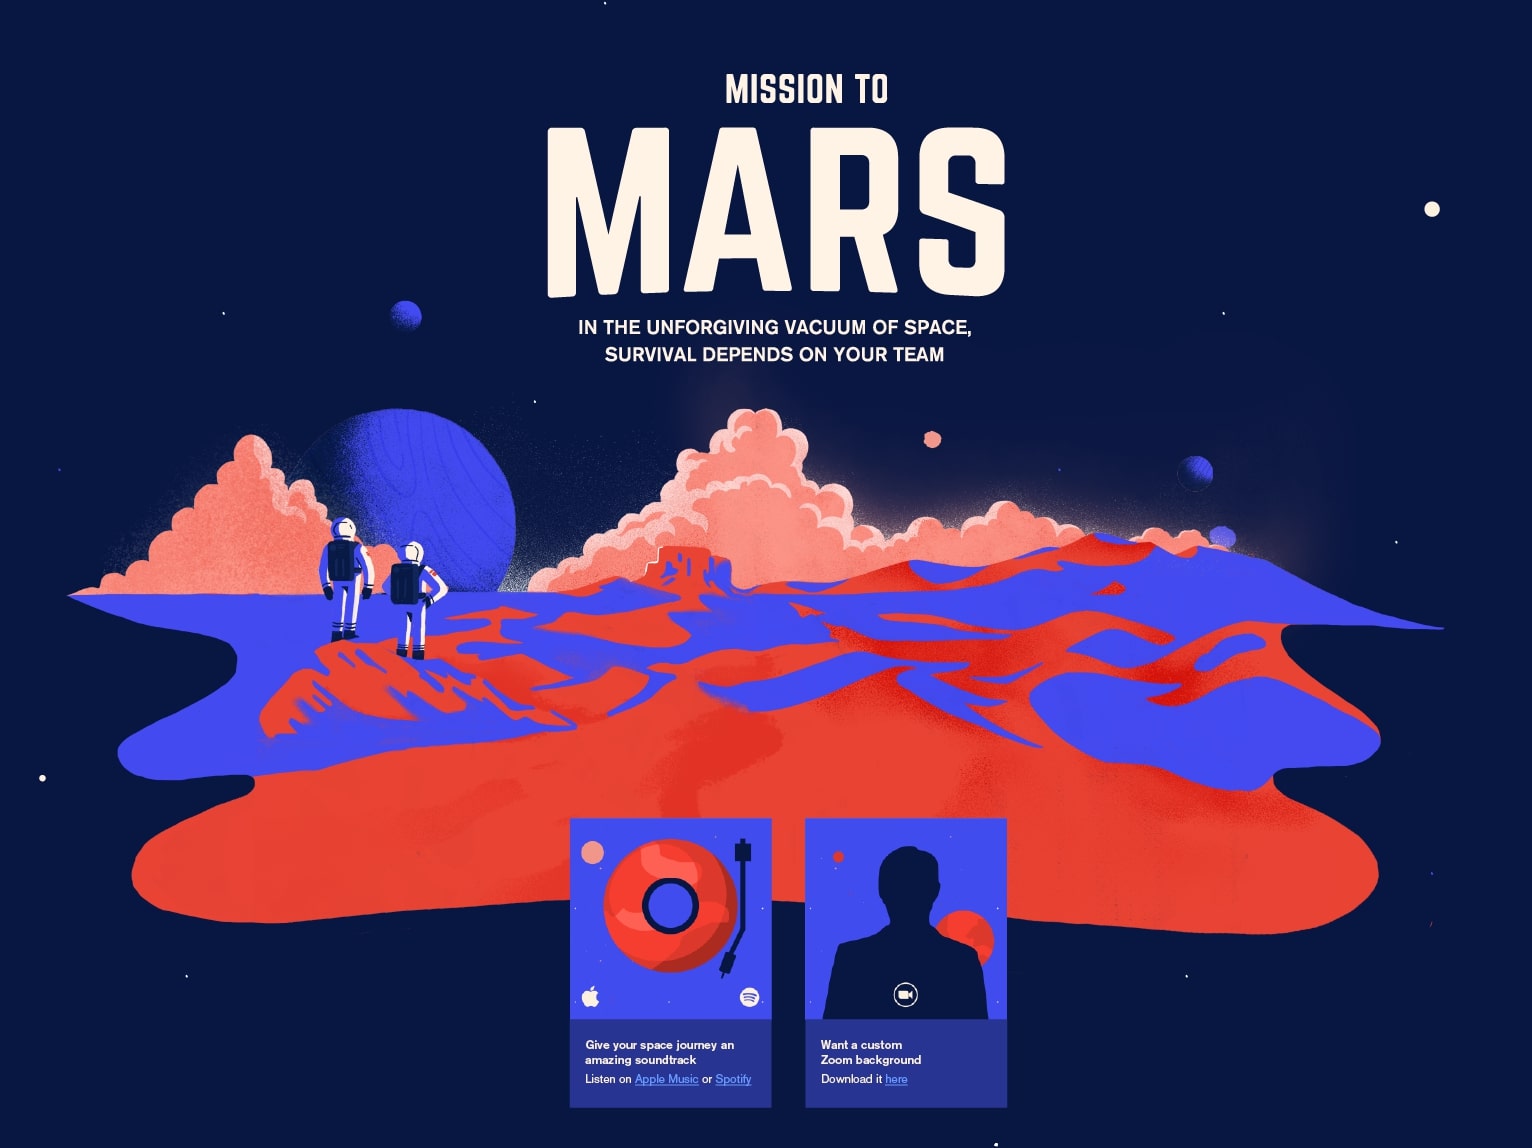 MISSION TO
MARS
IN THE UNFORGIVING VACUUM OF SPACE,
SURVIVAL DEPENDS ON YOUR TEAM
Give your space journey an
amazing soundtrack
Listen on Apple Music or Spotify
Want a custom
Zoom background
Download it here